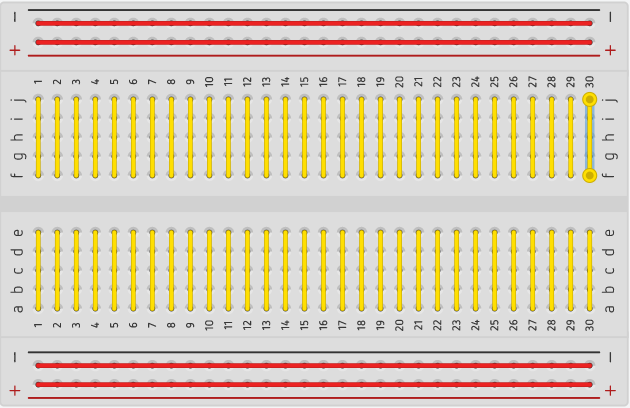 − −
+ +
1 2 3 4 5 6 7 8 9 10 11 12 13 14 15 16 17 18 19 20 21 22 23 24 25 26 27 28 29 30
j j
i i
h h
g g
f f
e e
d d
c c
b b
a a
1 2 3 4 5 6 7 8 9 10 11 12 13 14 15 16 17 18 19 20 21 22 23 24 25 26 27 28 29 30
− −
+ +